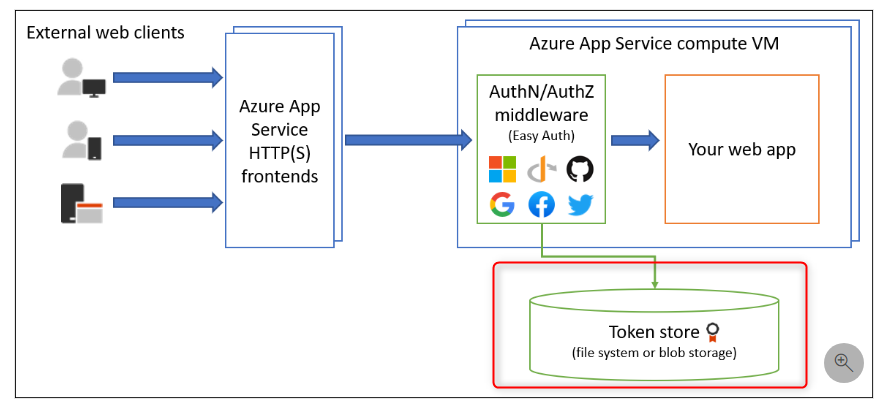 External web clients
Azure App
Service
HTTP(S)
frontends
Azure App Service compute VM
AuthN/AuthZ
middleware
(Easy Auth)
Your web app
Token store
(file system or blob storage)